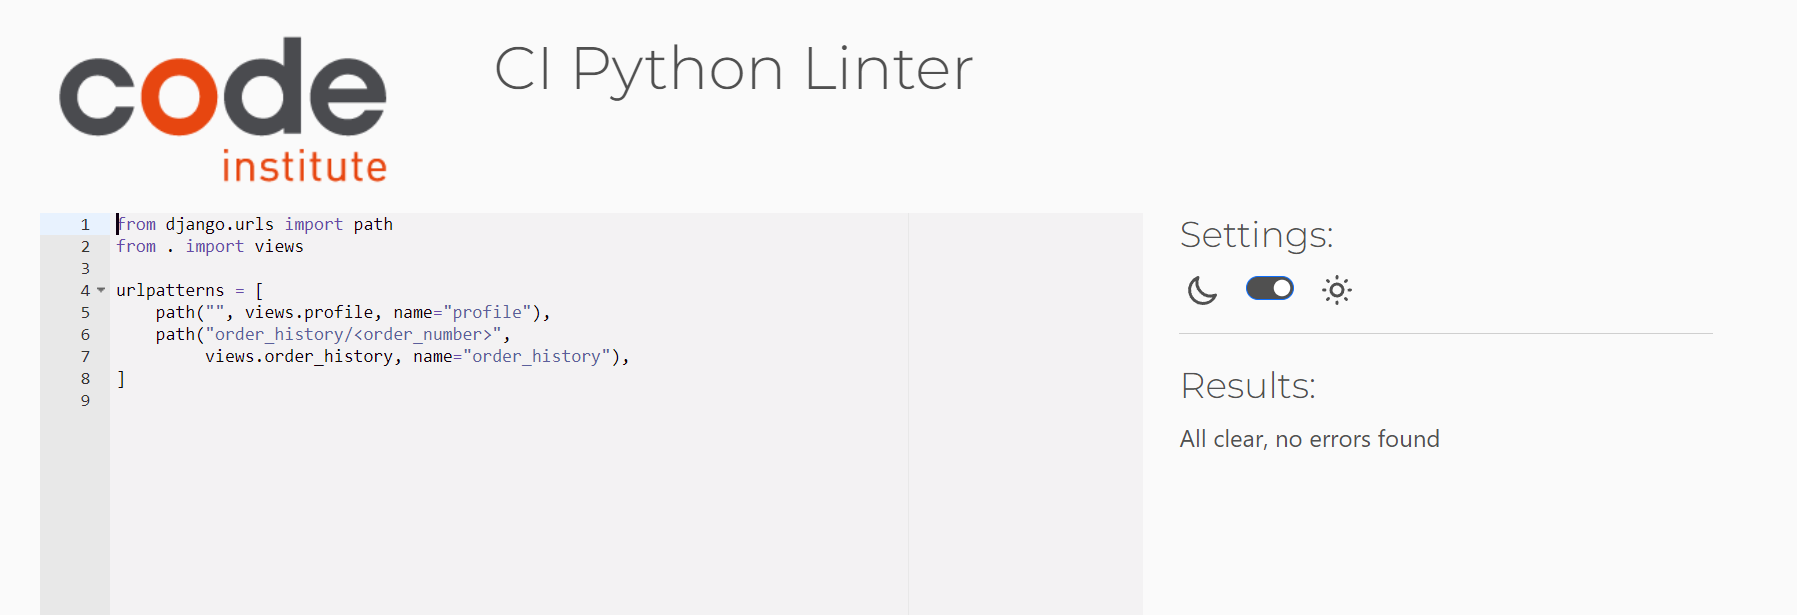 code
institute
CI Python Linter
1 from django.urls import path
2 from . import views
3
4 urlpatterns = [
5     path("", views.profile, name="profile"),
6     path("order_history/<order_number>",
7          views.order_history, name="order_history"),
8 ]
9
Settings:
Results:
All clear, no errors found